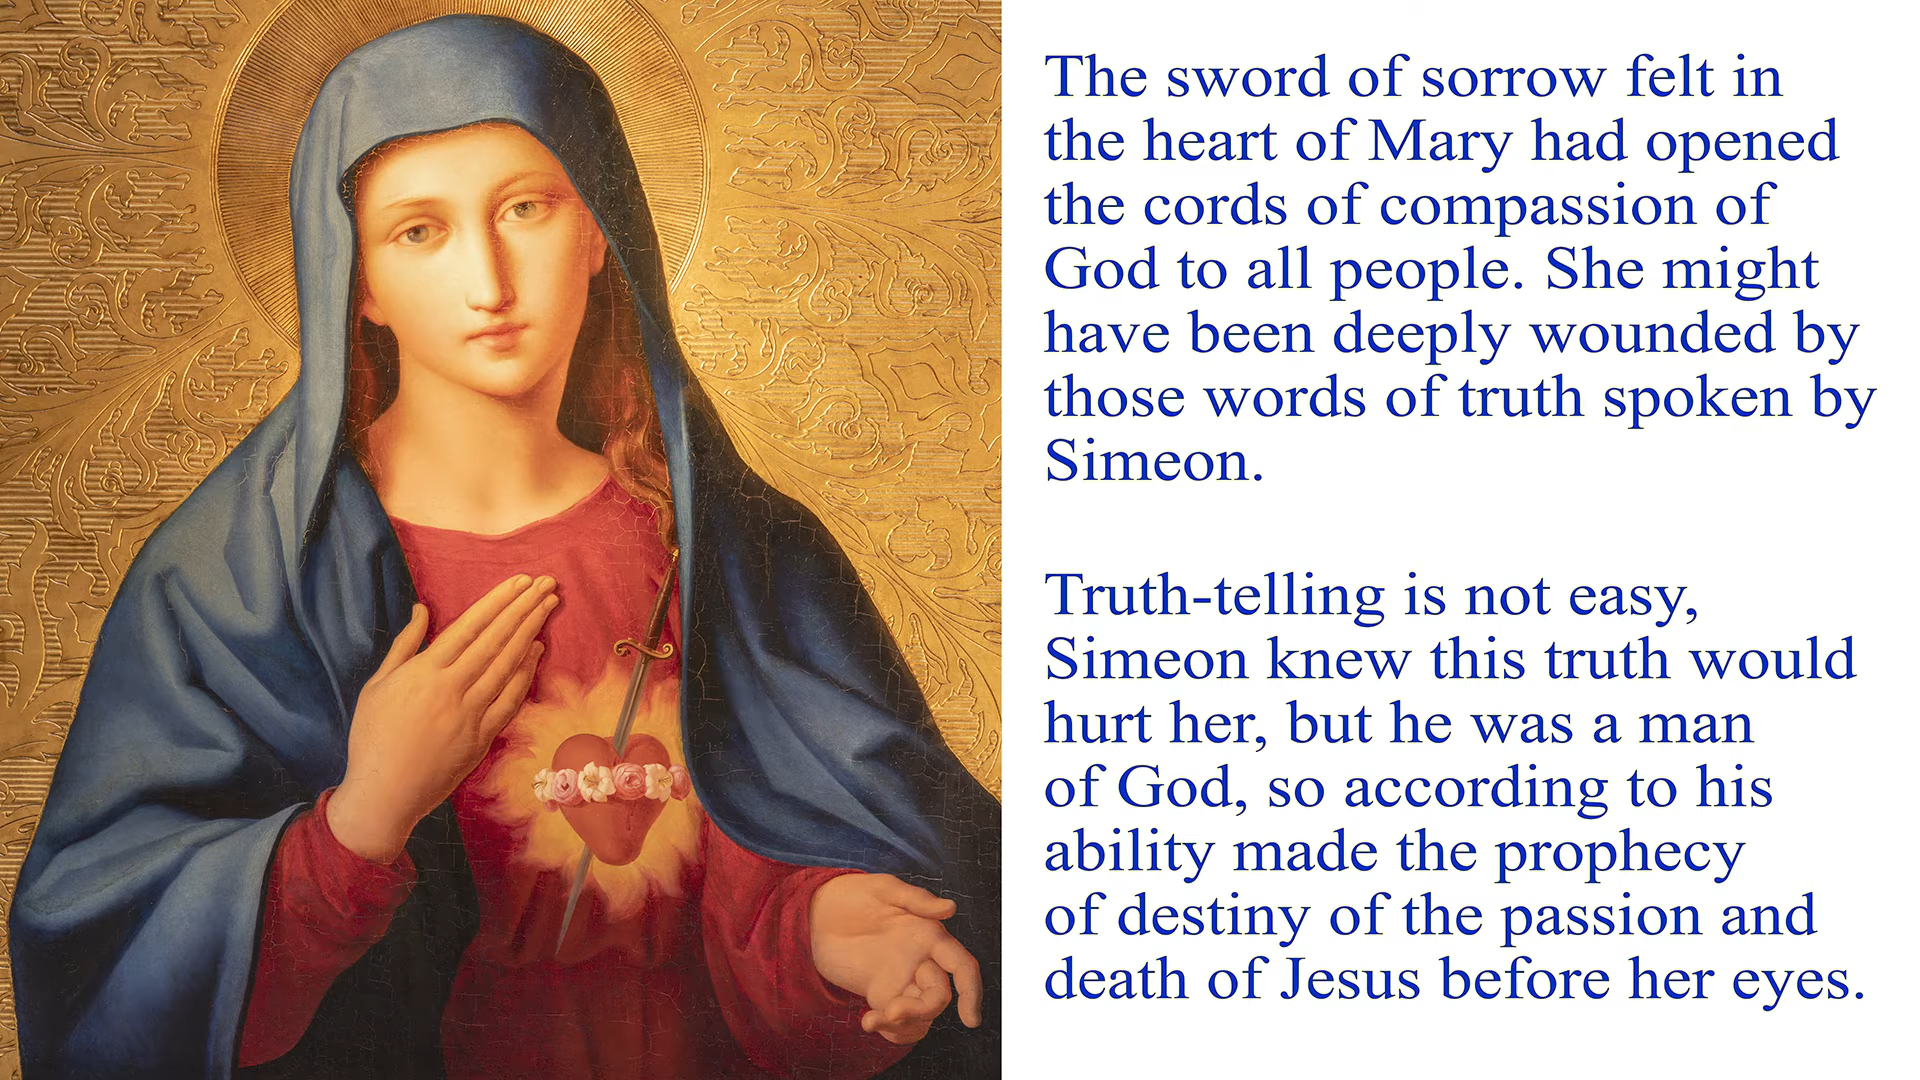 The sword of sorrow felt in
the heart of Mary had opened
the cords of compassion of
God to all people. She might
have been deeply wounded by
those words of truth spoken by
Simeon.
Truth-telling is not easy,
Simeon knew this truth would
hurt her, but he was a man
of God, so according to his
ability made the prophecy
of destiny of the passion and
death of Jesus before her eyes.